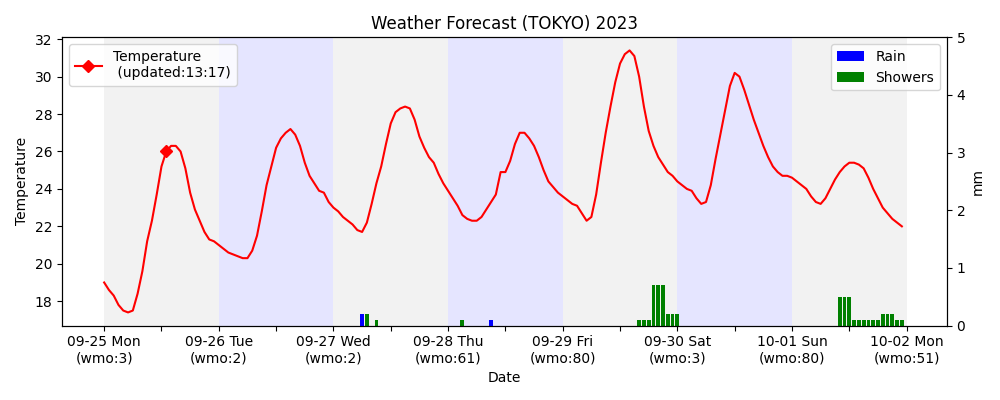 Weather Forecast (TOKYO) 2023
Temperature
(updated:13:17)
Rain
Showers
Temperature
32
30
28
26
24
22
20
18
5
4
3
2
1
0
mm
09-25 Mon
(wmo:3)
09-26 Tue
(wmo:2)
09-27 Wed
(wmo:2)
09-28 Thu
(wmo:61)
09-29 Fri
(wmo:80)
09-30 Sat
(wmo:3)
10-01 Sun
(wmo:80)
10-02 Mon
(wmo:51)
Date